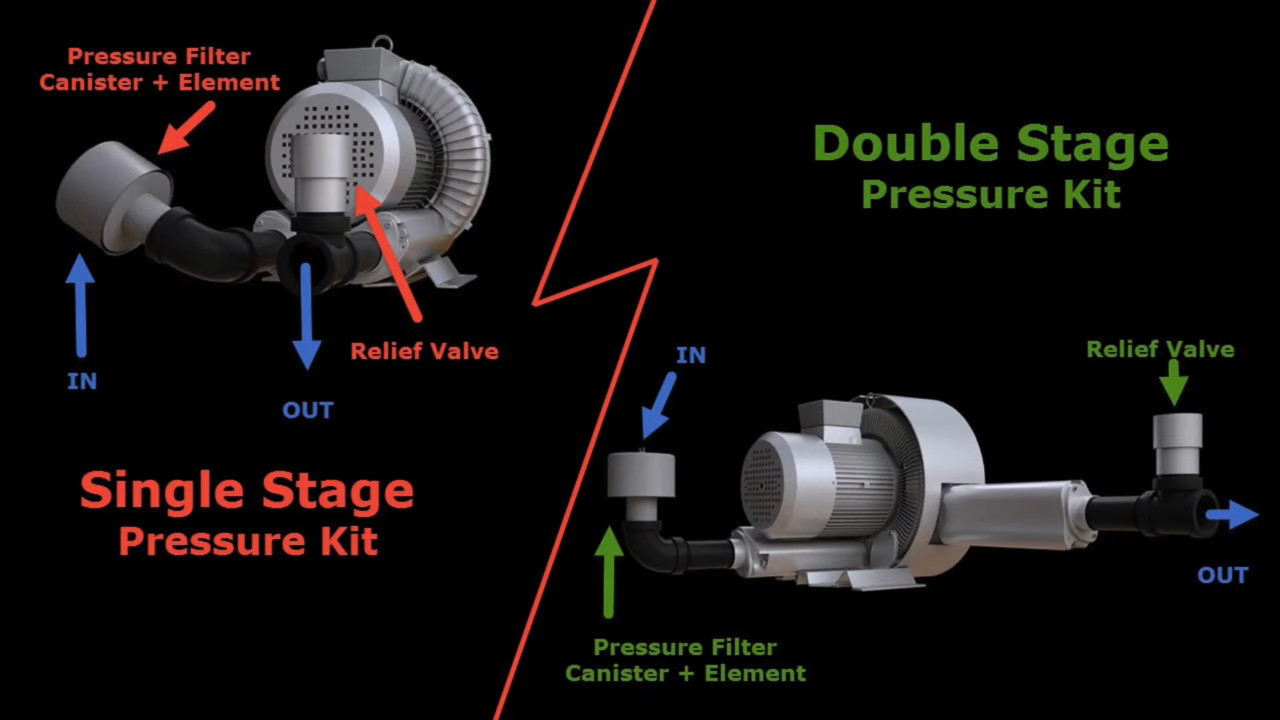 Pressure Filter
Canister + Element
Relief Valve
IN
OUT
Single Stage
Pressure Kit
Double Stage
Pressure Kit
IN
Relief Valve
OUT
Pressure Filter
Canister + Element